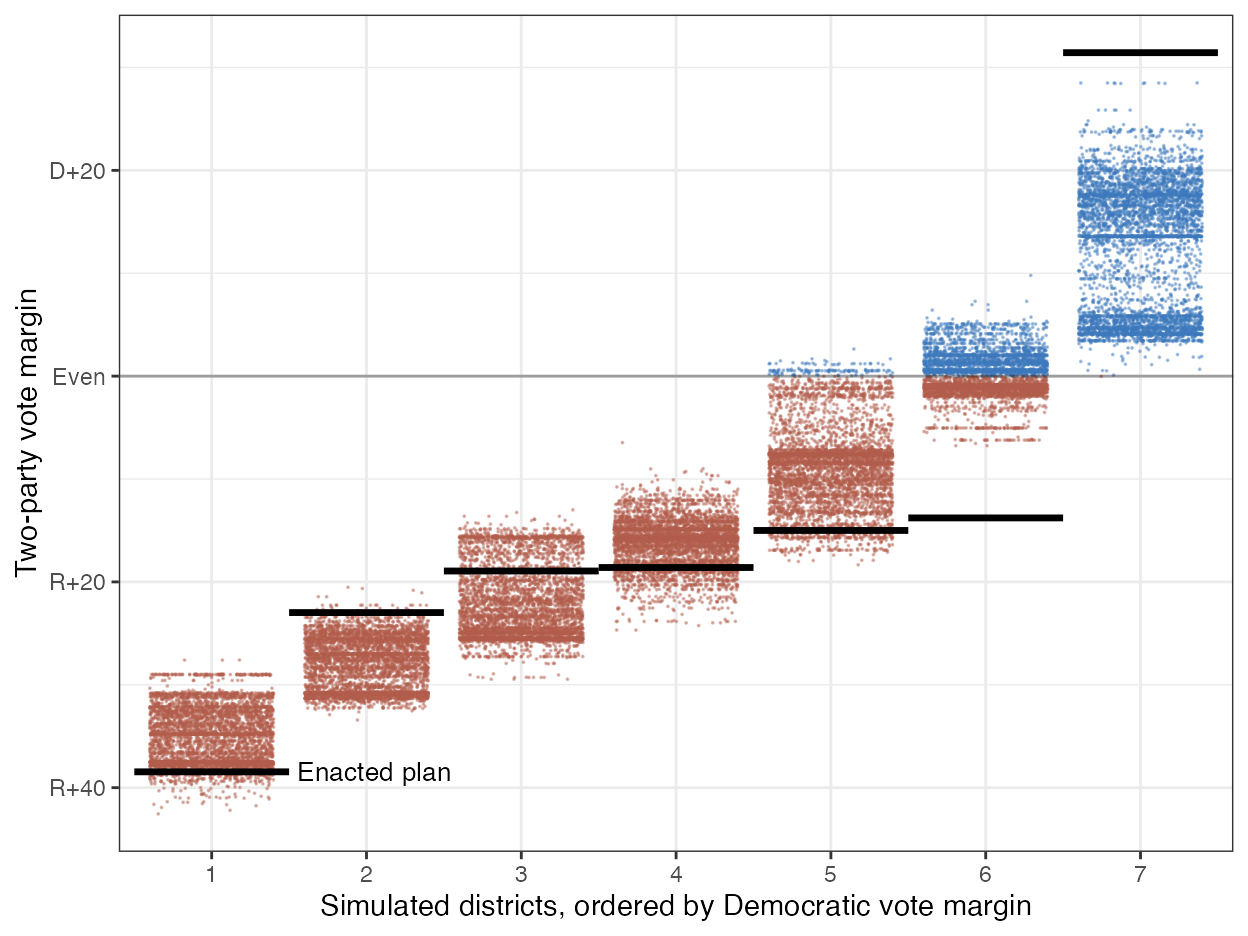 Two-party vote margin
D+20
Even
R+20
R+40
Enacted plan
1 2 3 4 5 6 7
Simulated districts, ordered by Democratic vote margin